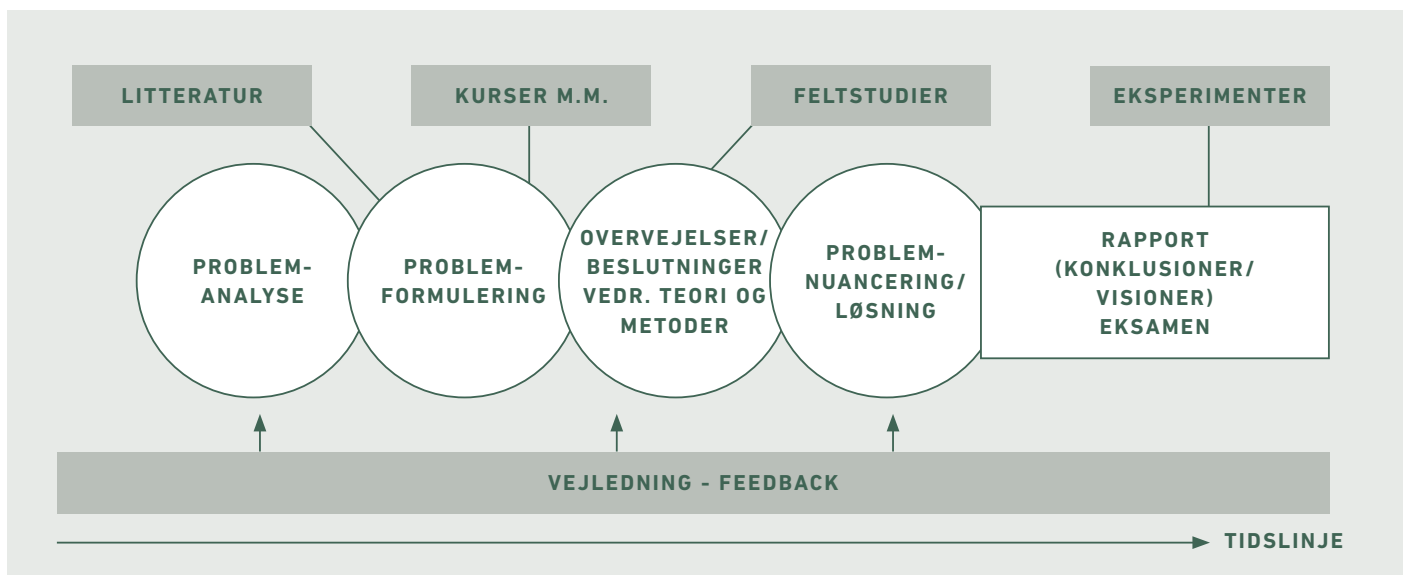 LITTERATUR
KURSER M.M.
FELTSTUDIER
EKSPERIMENTER
PROBLEM-
ANALYSE
PROBLEM-
FORMULERING
OVERVEJELSER/
BESLUTNINGER
VEDR. TEORI OG
METODER
PROBLEM-
NUANCERING/
LØSNING
RAPPORT
(KONKLUSIONER/
VISIONER)
EKSAMEN
VEJLEDNING - FEEDBACK
TIDSLINJE